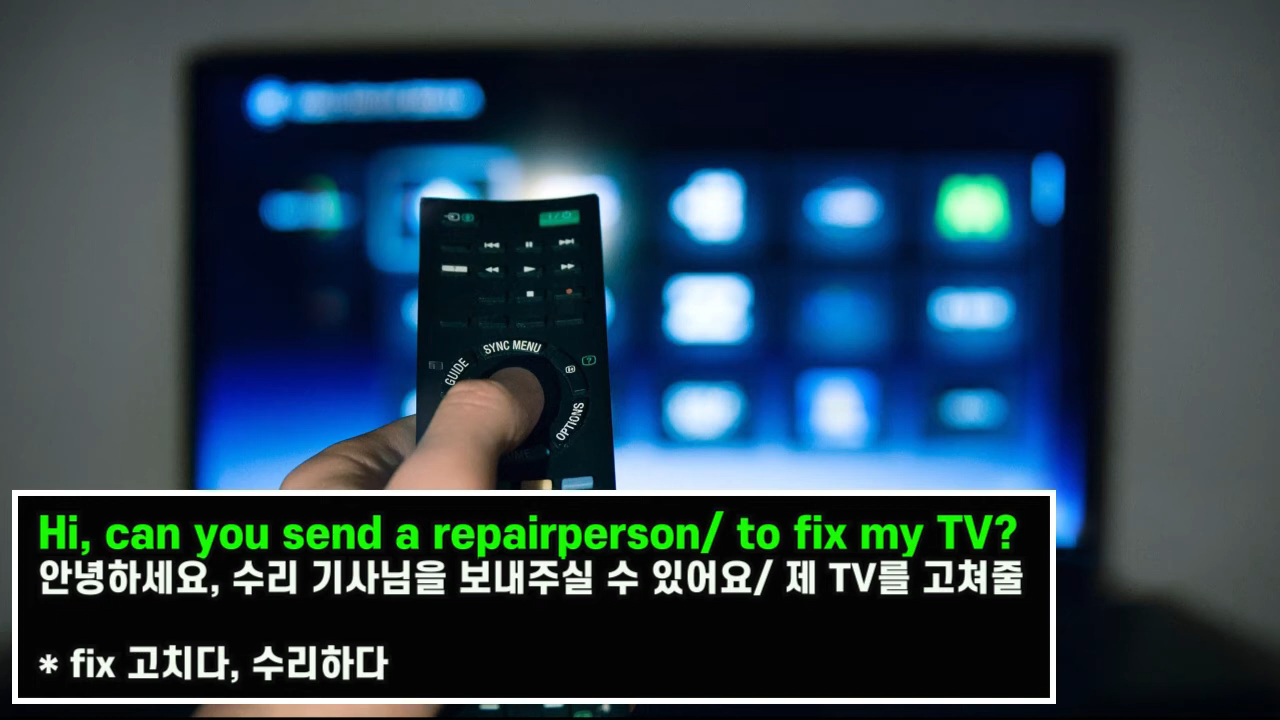 SYNC MENU
GUIDE
OPTIONS
Hi, can you send a repairperson/ to fix my TV?
안녕하세요, 수리 기사님을 보내주실 수 있어요/ 제 TV를 고쳐줄
* fix 고치다, 수리하다